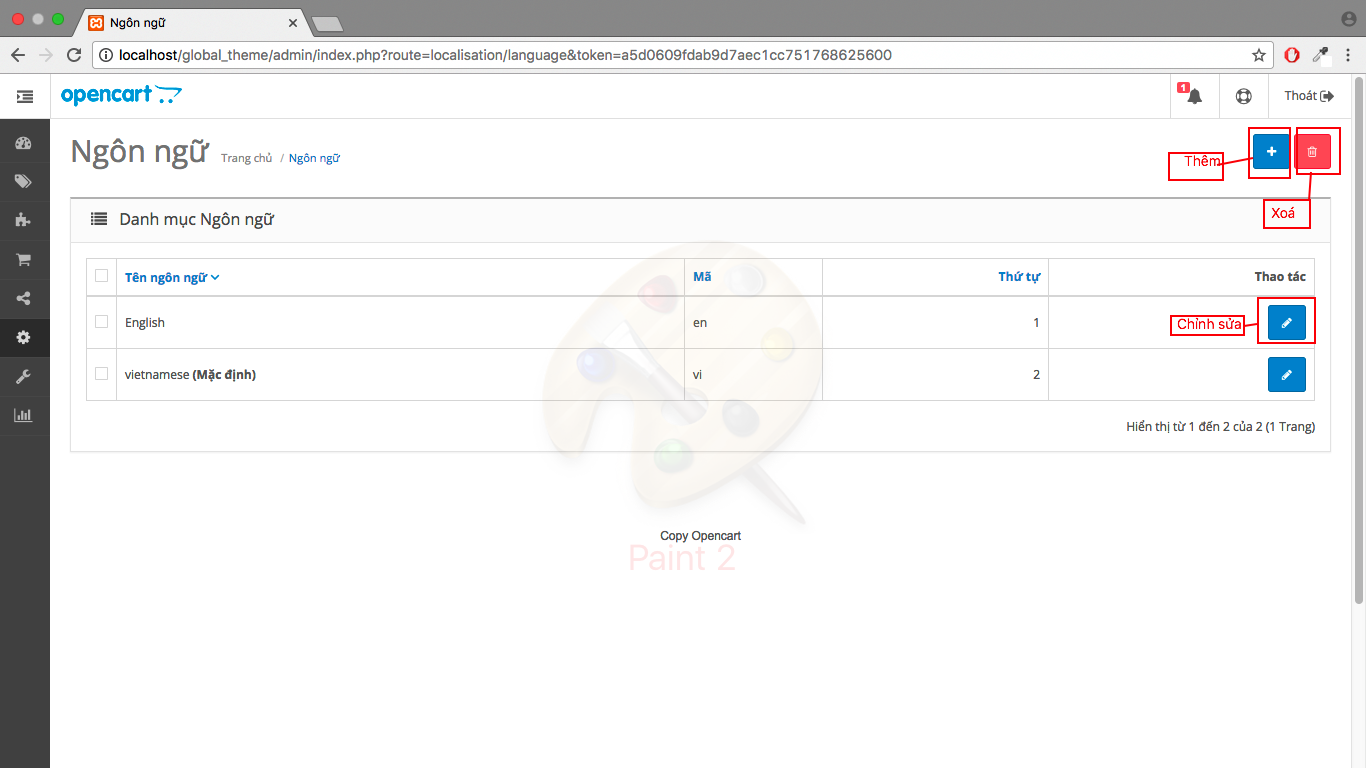 Ngôn ngữ
localhost/global_theme/admin/index.php?route=localisation/language&token=a5d0609fdab9d7aec1cc751768625600
opencart
1
Thoát
Ngôn ngữ
Trang chủ / Ngôn ngữ
Thêm
Xoá
Danh mục Ngôn ngữ
Tên ngôn ngữ Mã Thứ tự Thao tác
English en 1 Chỉnh sửa
vietnamese (Mặc định) vi 2
Hiển thị từ 1 đến 2 của 2 (1 Trang)
Copy Opencart
Paint 2